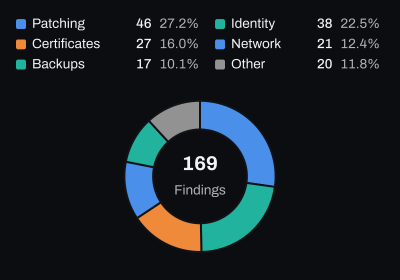 Patching 46 27.2% Identity 38 22.5%
Certificates 27 16.0% Network 21 12.4%
Backups 17 10.1% Other 20 11.8%
169
Findings